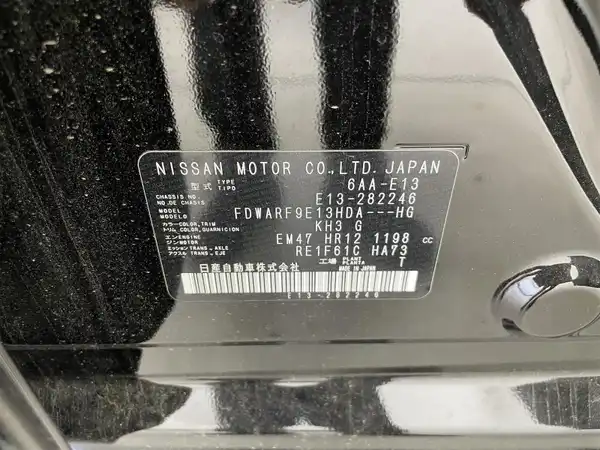 NISSAN MOTOR CO.,LTD. JAPAN
型式 TYPE TIPO 6AA-E13
CHASSIS NO. NO.DE CHASIS E13-282246
MODEL MODELO FDWARF9E13HDA---HG
カラー COLOR,TRIM トリム COLOR,GUARNICION KH3 G
エンジン ENGINE MOTOR EM47 HR12 1198 cc
ミッション TRANS., AXLE アクスル TRANS., EJE RE1F61C HA73
工場 PLANT PLANTA T
日産自動車株式会社 MADE IN JAPAN
E13-282246